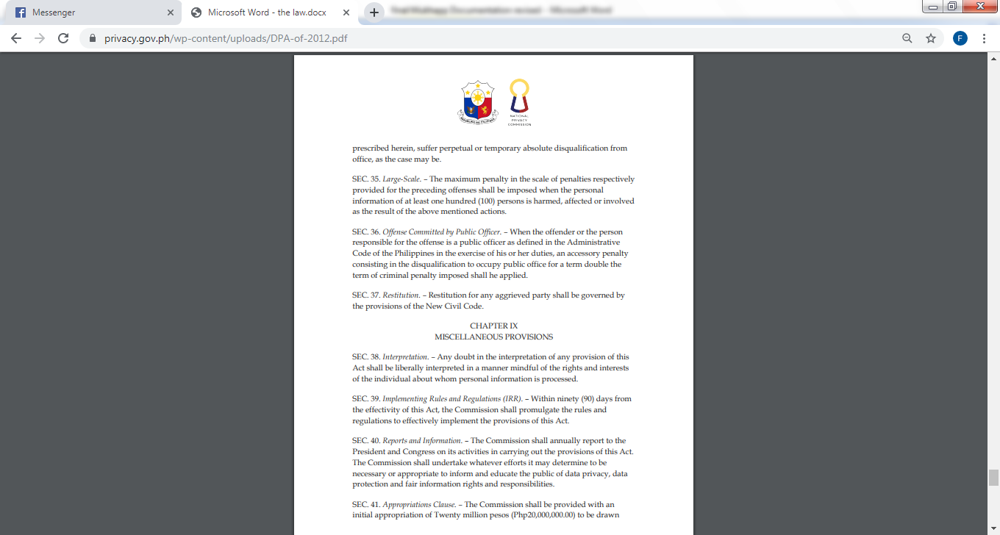 Messenger
Microsoft Word - the law.docx
privacy.gov.ph/wp-content/uploads/DPA-of-2012.pdf
F
NATIONAL
PRIVACY
COMMISSION
prescribed herein, suffer perpetual or temporary absolute disqualification from
office, as the case may be.
SEC. 35. Large-Scale. – The maximum penalty in the scale of penalties respectively
provided for the preceding offenses shall be imposed when the personal
information of at least one hundred (100) persons is harmed, affected or involved
as the result of the above mentioned actions.
SEC. 36. Offense Committed by Public Officer. – When the offender or the person
responsible for the offense is a public officer as defined in the Administrative
Code of the Philippines in the exercise of his or her duties, an accessory penalty
consisting in the disqualification to occupy public office for a term double the
term of criminal penalty imposed shall he applied.
SEC. 37. Restitution. – Restitution for any aggrieved party shall be governed by
the provisions of the New Civil Code.
CHAPTER IX
MISCELLANEOUS PROVISIONS
SEC. 38. Interpretation. – Any doubt in the interpretation of any provision of this
Act shall be liberally interpreted in a manner mindful of the rights and interests
of the individual about whom personal information is processed.
SEC. 39. Implementing Rules and Regulations (IRR). – Within ninety (90) days from
the effectivity of this Act, the Commission shall promulgate the rules and
regulations to effectively implement the provisions of this Act.
SEC. 40. Reports and Information. – The Commission shall annually report to the
President and Congress on its activities in carrying out the provisions of this Act.
The Commission shall undertake whatever efforts it may determine to be
necessary or appropriate to inform and educate the public of data privacy, data
protection and fair information rights and responsibilities.
SEC. 41. Appropriations Clause. – The Commission shall be provided with an
initial appropriation of Twenty million pesos (Php20,000,000.00) to be drawn